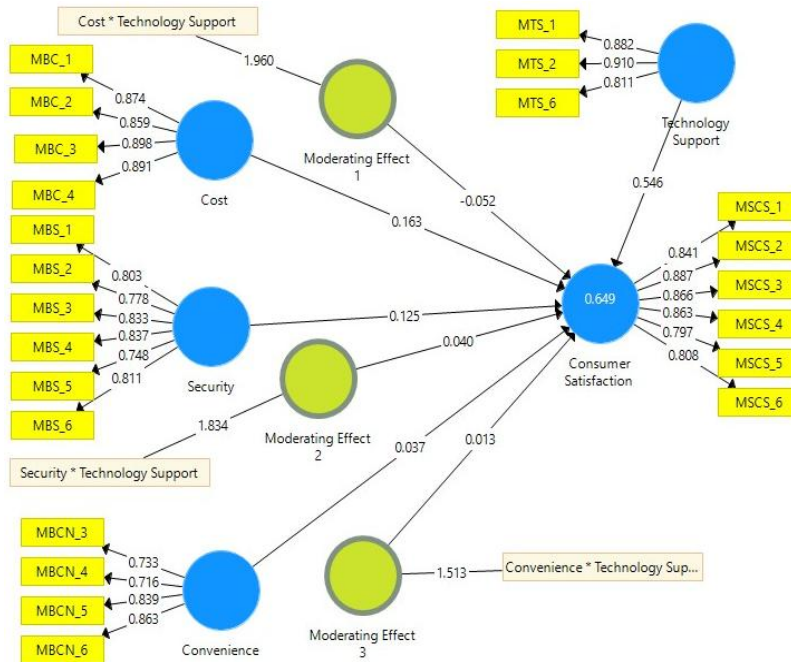 Cost * Technology Support
1.960
MTS_1
MTS_2
MTS_6
0.882
0.910
0.811
Technology
Support
MBC_1
MBC_2
MBC_3
MBC_4
0.874
0.859
0.898
0.891
Cost
Moderating Effect
1
-0.052
0.546
0.163
MBS_1
MBS_2
MBS_3
MBS_4
MBS_5
MBS_6
0.803
0.778
0.833
0.837
0.748
0.811
Security
0.125
0.649
Consumer
Satisfaction
0.841
0.887
0.866
0.863
0.797
0.808
MSCS_1
MSCS_2
MSCS_3
MSCS_4
MSCS_5
MSCS_6
0.040
Moderating Effect
2
1.834
Security * Technology Support
0.037
0.013
MBCN_3
MBCN_4
MBCN_5
MBCN_6
0.733
0.716
0.839
0.863
Convenience
Moderating Effect
3
1.513
Convenience * Technology Sup...